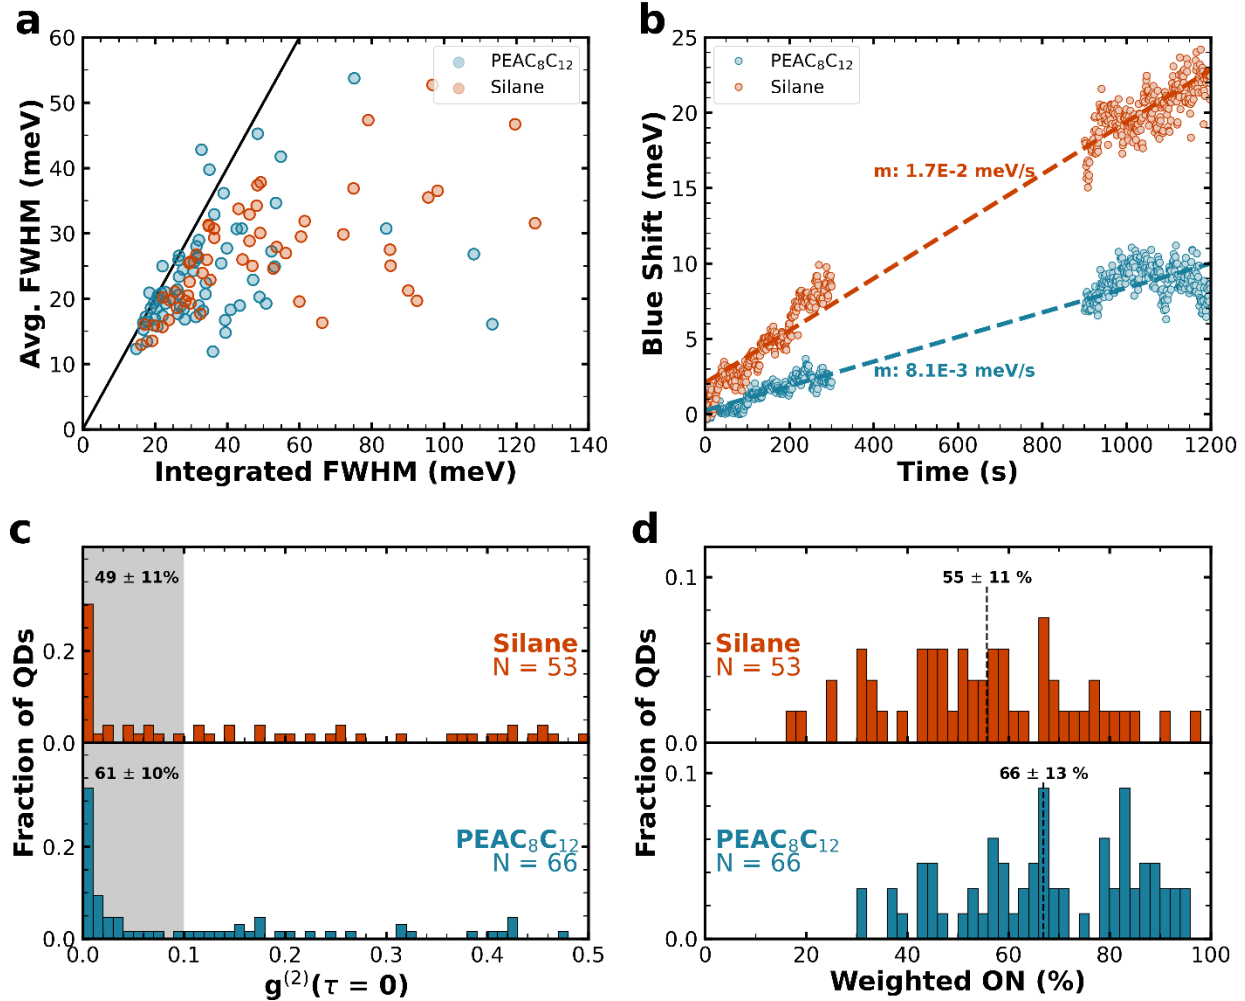 a
60
50
40
30
20
10
0
Avg. FWHM (meV)
0 20 40 60 80 100 120 140
Integrated FWHM (meV)
PEAC₈C₁₂
Silane
b
25
20
15
10
5
0
Blue Shift (meV)
0 200 400 600 800 1000 1200
Time (s)
PEAC₈C₁₂
Silane
m: 1.7E-2 meV/s
m: 8.1E-3 meV/s
c
Fraction of QDs
0.2
0.0
49 ± 11%
Silane
N = 53
0.2
0.0
61 ± 10%
PEAC₈C₁₂
N = 66
0.0 0.1 0.2 0.3 0.4 0.5
g⁽²⁾(τ = 0)
d
Fraction of QDs
0.1
0.0
55 ± 11 %
Silane
N = 53
0.1
0.0
66 ± 13 %
PEAC₈C₁₂
N = 66
0 20 40 60 80 100
Weighted ON (%)